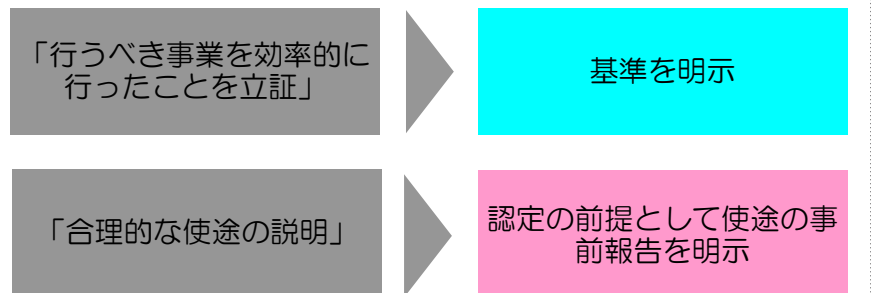 「行うべき事業を効率的に
行ったことを立証」
基準を明示
「合理的な使途の説明」
認定の前提として使途の事
前報告を明示